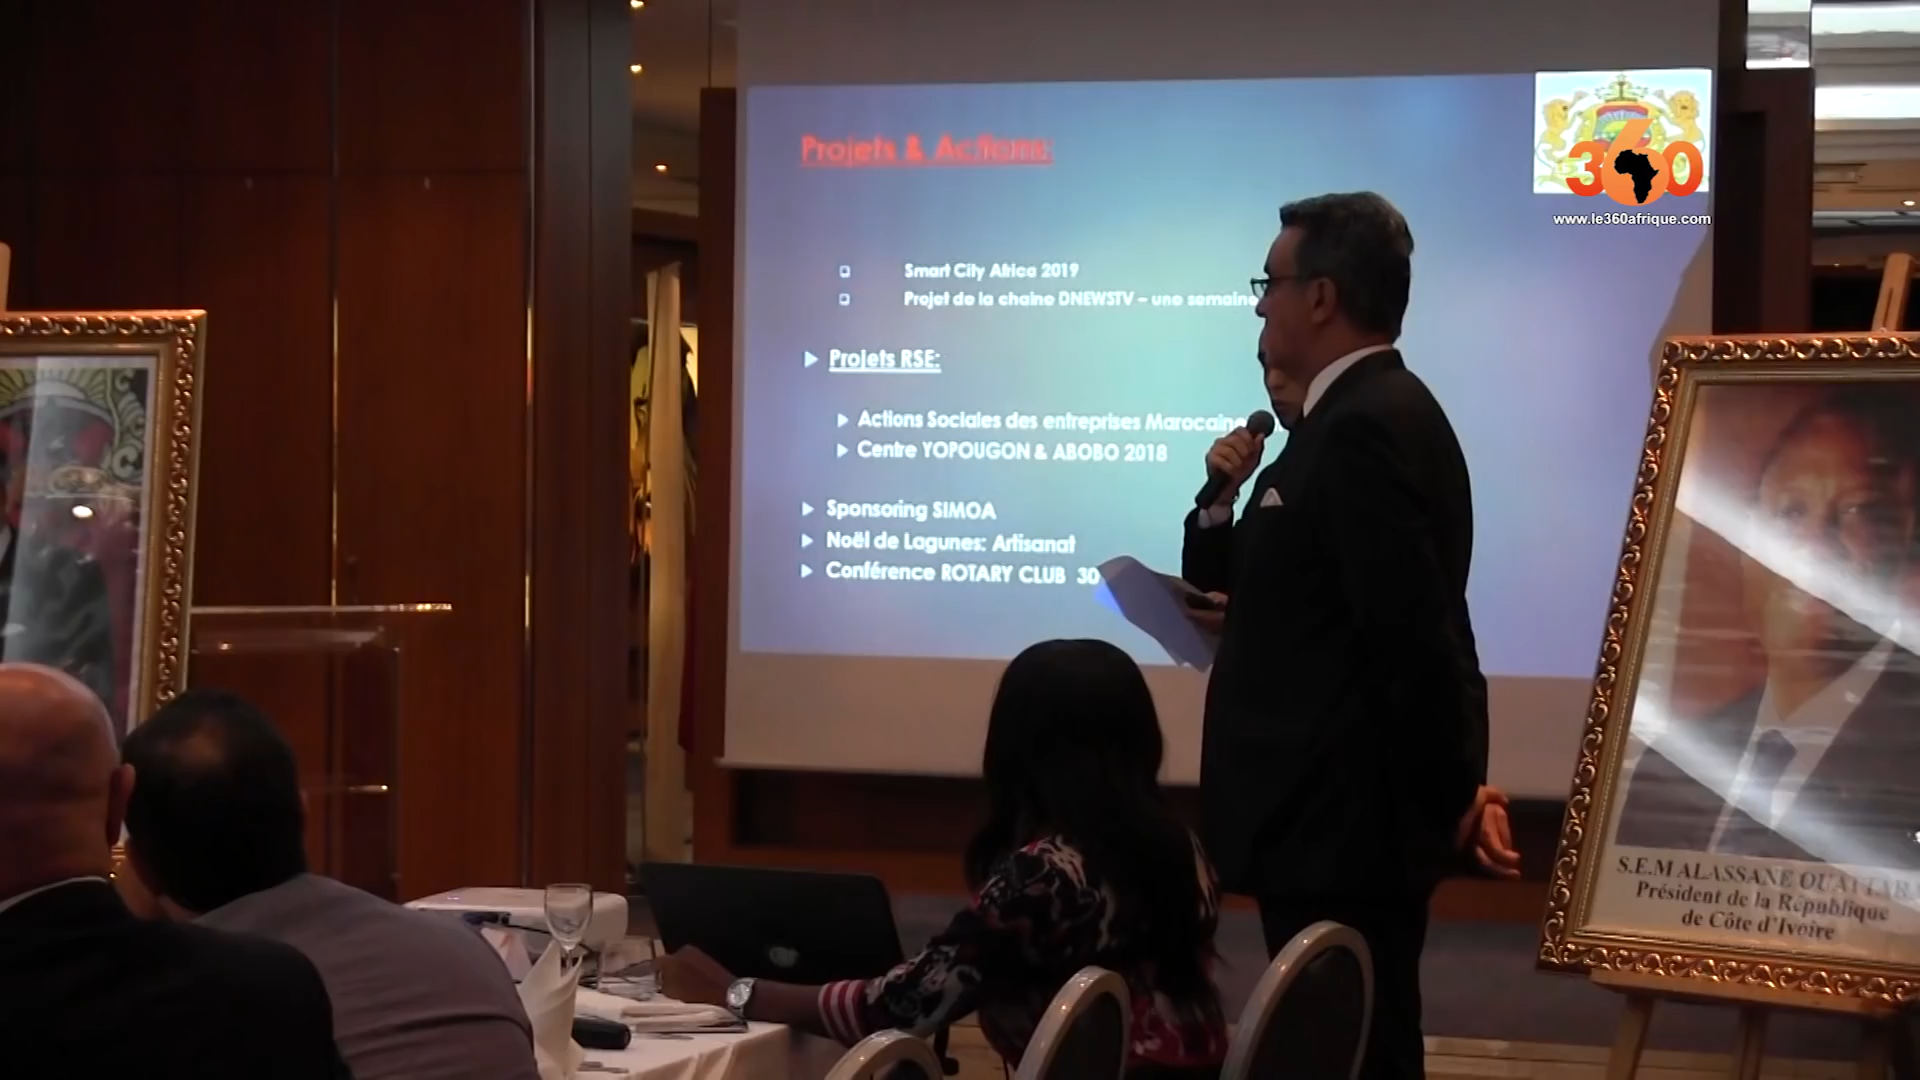 Projets & Actions:
360
www.le360afrique.com
Smart City Africa 2019
Projet de la chaine DNEWSTV – une semaine
Projets RSE:
Actions Sociales des entreprises Marocaine
Centre YOPOUGON & ABOBO 2018
Sponsoring SIMOA
Noël de Lagunes: Artisanat
Conférence ROTARY CLUB 30
S.E.M ALASSANE OUATTARA
Président de la République
de Côte d'Ivoire